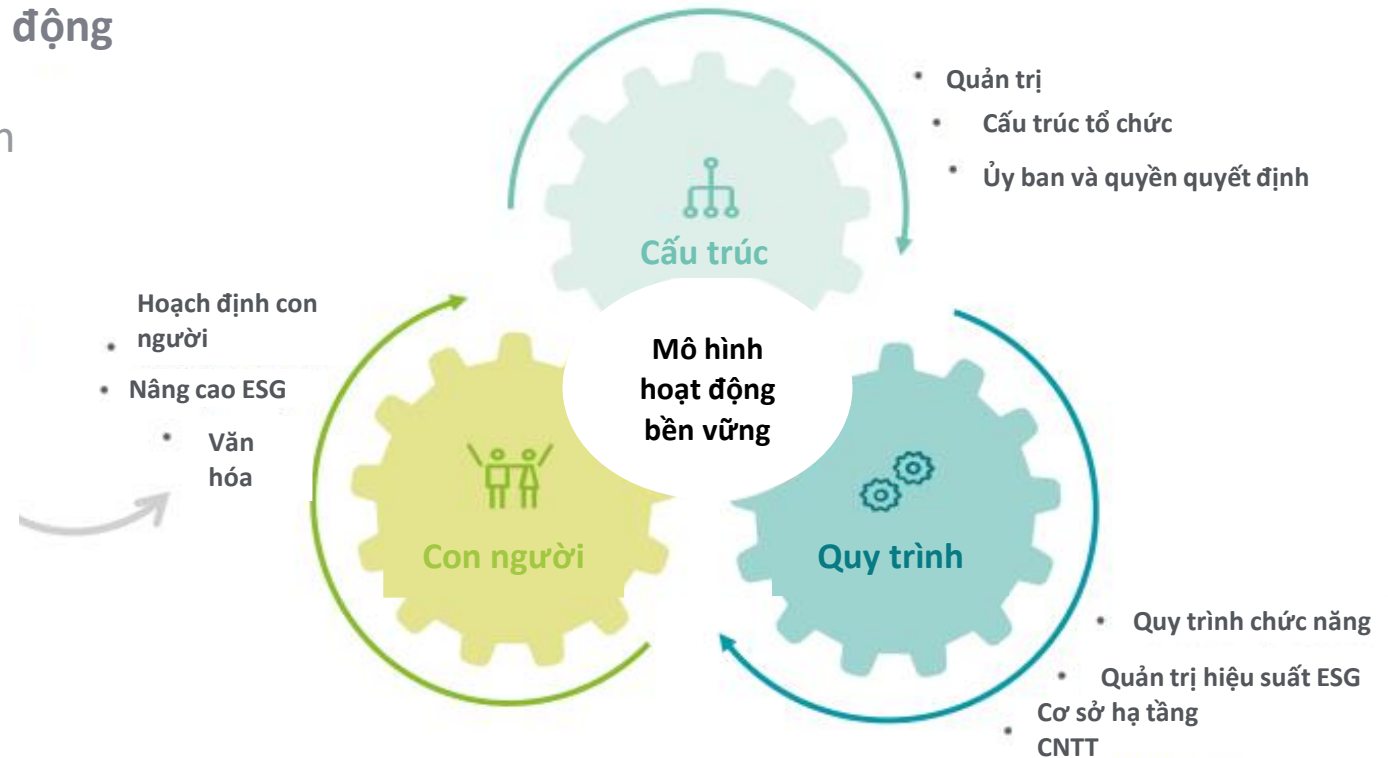 động
n
Quản trị
Cấu trúc tổ chức
Ủy ban và quyền quyết định
Cấu trúc
Hoạch định con
người
Nâng cao ESG
Văn
hóa
Mô hình
hoạt động
bền vững
Con người
Quy trình
Quy trình chức năng
Quản trị hiệu suất ESG
Cơ sở hạ tầng
CNTT